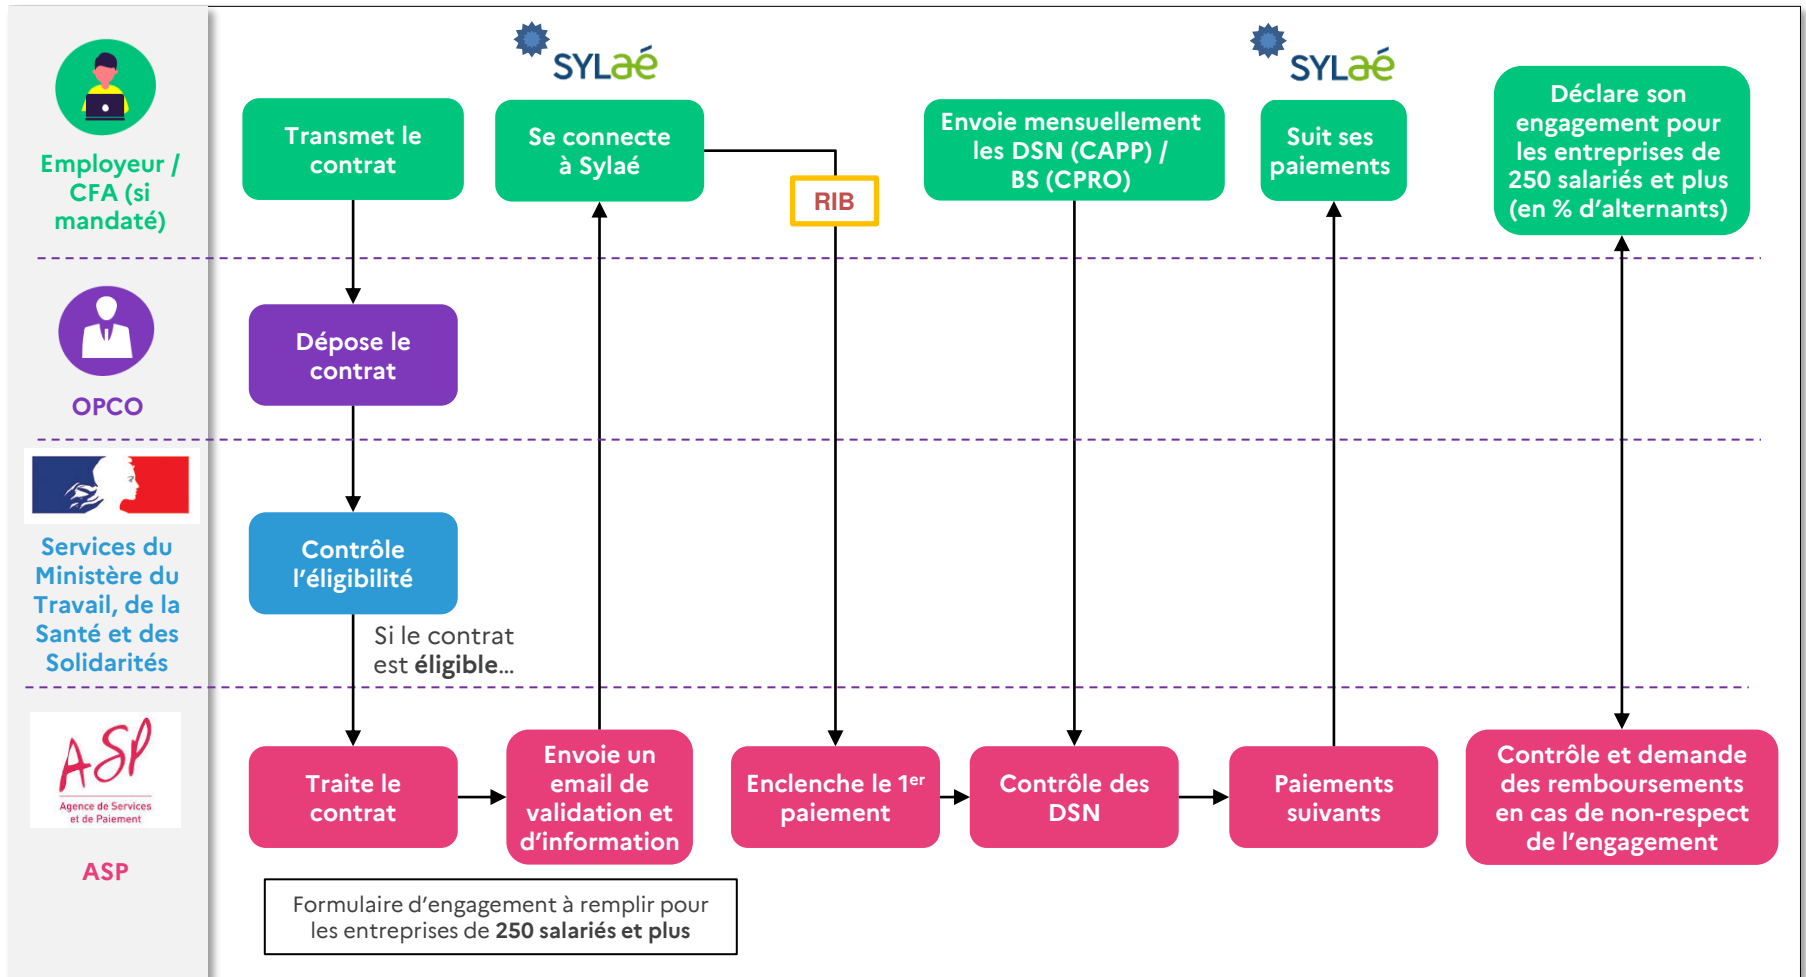 SYLaé
SYLaé
Employeur /
CFA (si
mandaté)
Transmet le
contrat
Se connecte
à Sylaé
RIB
Envoie mensuellement
les DSN (CAPP) /
BS (CPRO)
Suit ses
paiements
Déclare son
engagement pour
les entreprises de
250 salariés et plus
(en % d’alternants)
OPCO
Dépose le
contrat
Services du
Ministère du
Travail, de la
Santé et des
Solidarités
Contrôle
l’éligibilité
Si le contrat
est éligible…
ASP
Agence de Services
et de Paiement
ASP
Traite le
contrat
Envoie un
email de
validation et
d’information
Enclenche le 1er
paiement
Contrôle des
DSN
Paiements
suivants
Contrôle et demande
des remboursements
en cas de non-respect
de l’engagement
Formulaire d’engagement à remplir pour
les entreprises de 250 salariés et plus